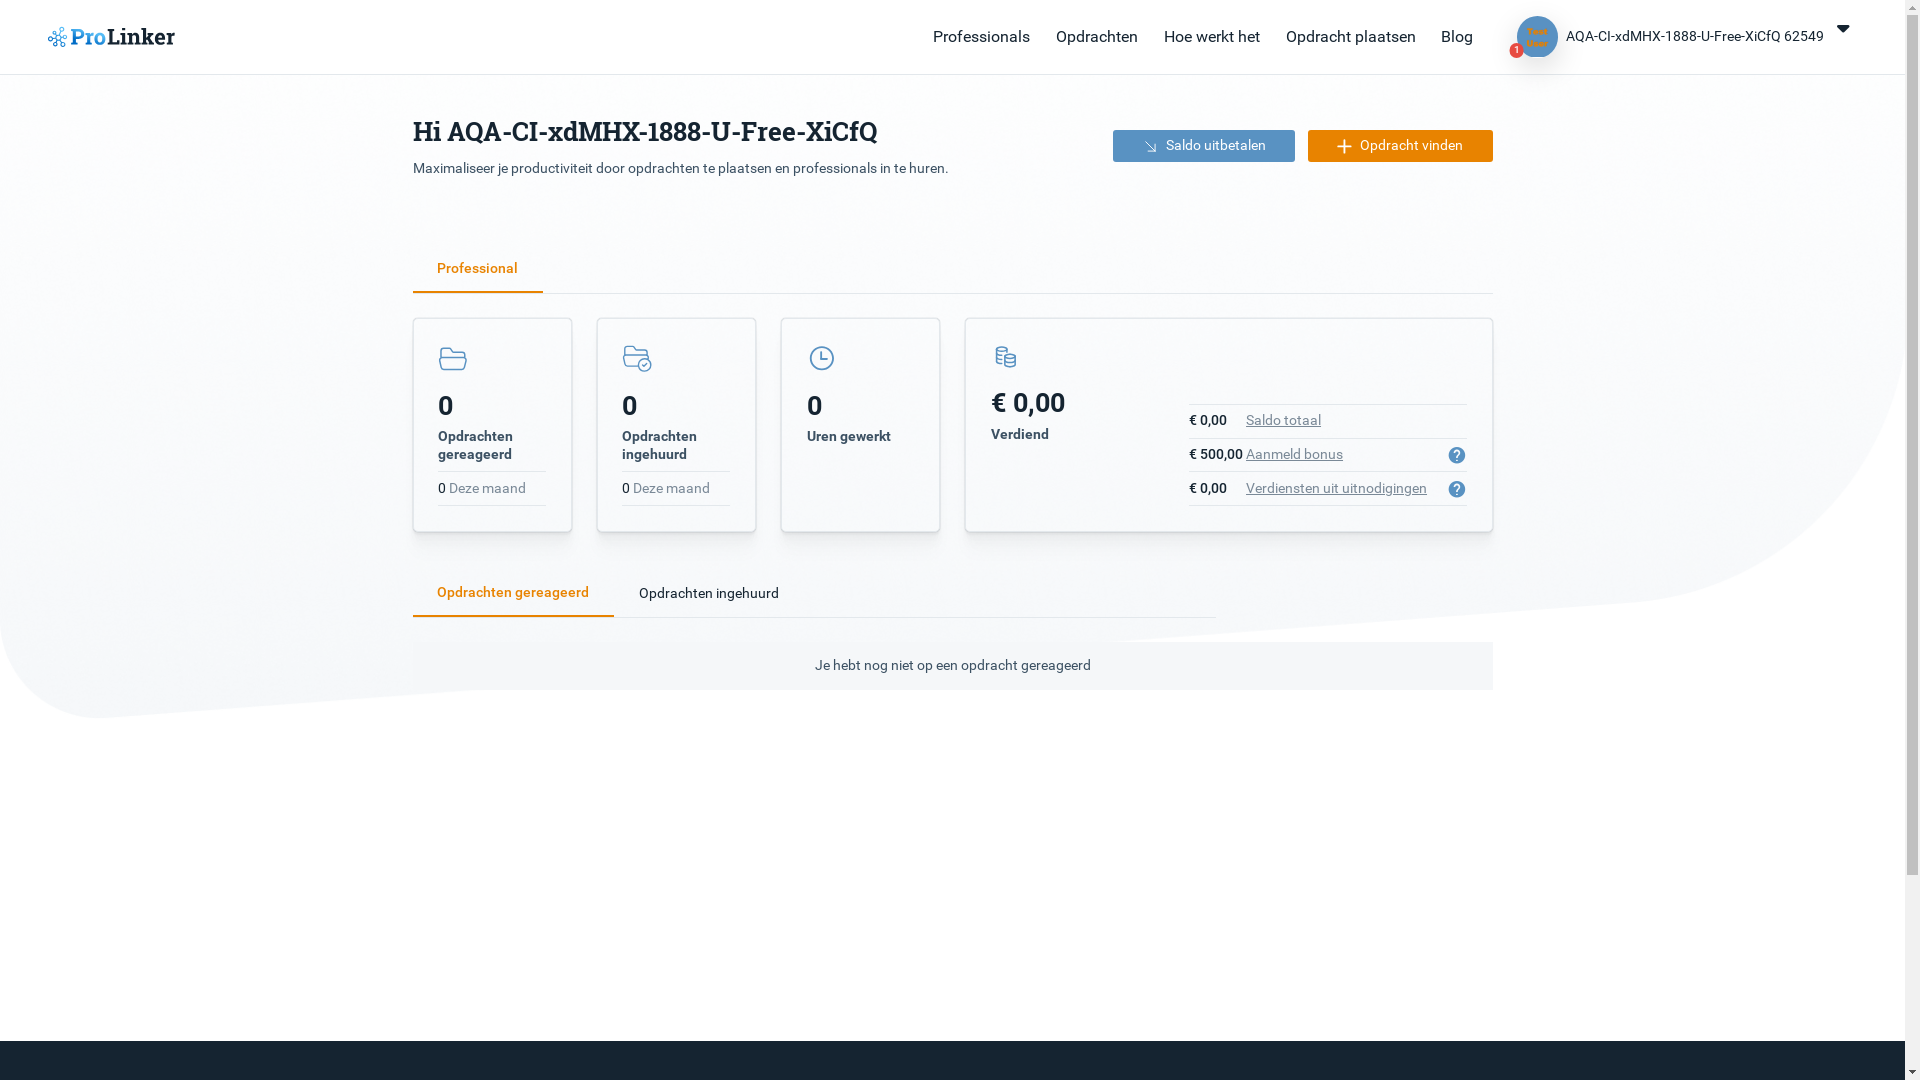 ProLinker
Professionals
Opdrachten
Hoe werkt het
Opdracht plaatsen
Blog
Test User
1
AQA-CI-xdMHX-1888-U-Free-XiCfQ 62549
Hi AQA-CI-xdMHX-1888-U-Free-XiCfQ
Maximaliseer je productiviteit door opdrachten te plaatsen en professionals in te huren.
Saldo uitbetalen
Opdracht vinden
Professional
0
Opdrachten
gereageerd
0 Deze maand
0
Opdrachten
ingehuurd
0 Deze maand
0
Uren gewerkt
€ 0,00
Verdiend
€ 0,00 Saldo totaal
€ 500,00 Aanmeld bonus ?
€ 0,00 Verdiensten uit uitnodigingen ?
Opdrachten gereageerd
Opdrachten ingehuurd
Je hebt nog niet op een opdracht gereageerd